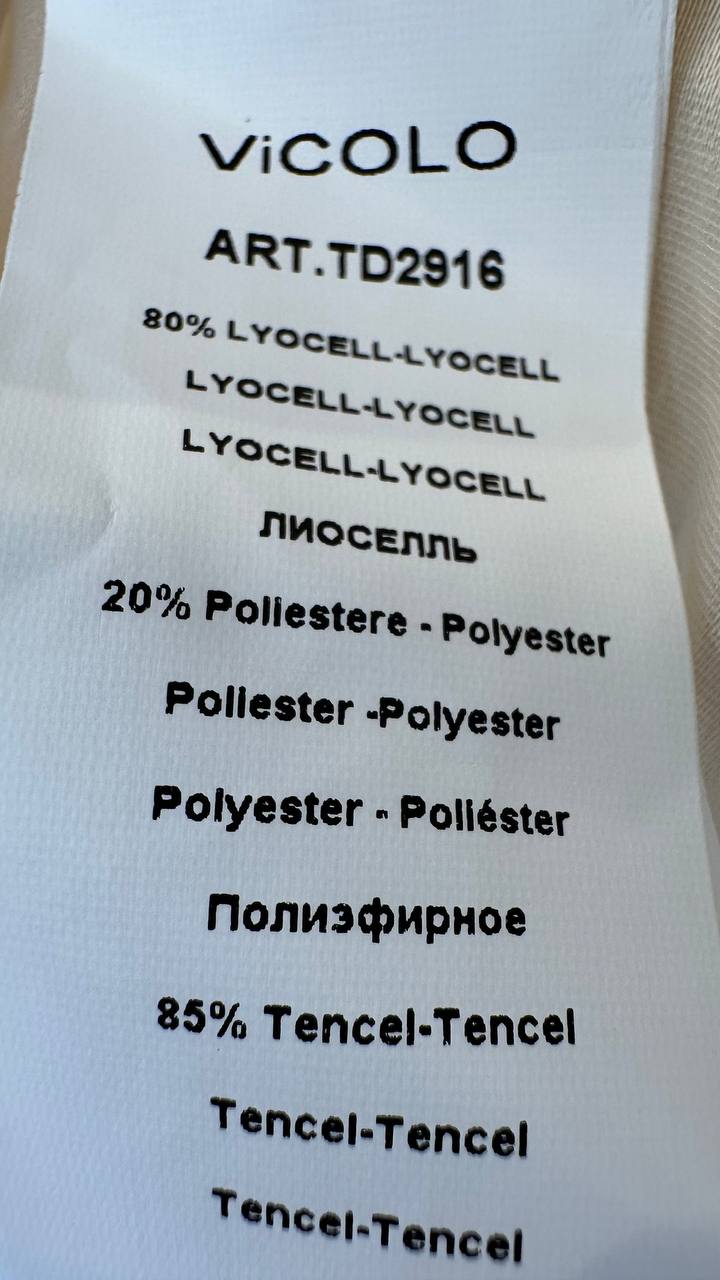 ViCOLO
ART.TD2916
80% LYOCELL-LYOCELL
LYOCELL-LYOCELL
LYOCELL-LYOCELL
ЛИОСЕЛЛЬ
20% Poliestere - Polyester
Poliester -Polyester
Polyester - Poliéster
Полиэфирное
85% Tencel-Tencel
Tencel-Tencel
Tencel-Tencel